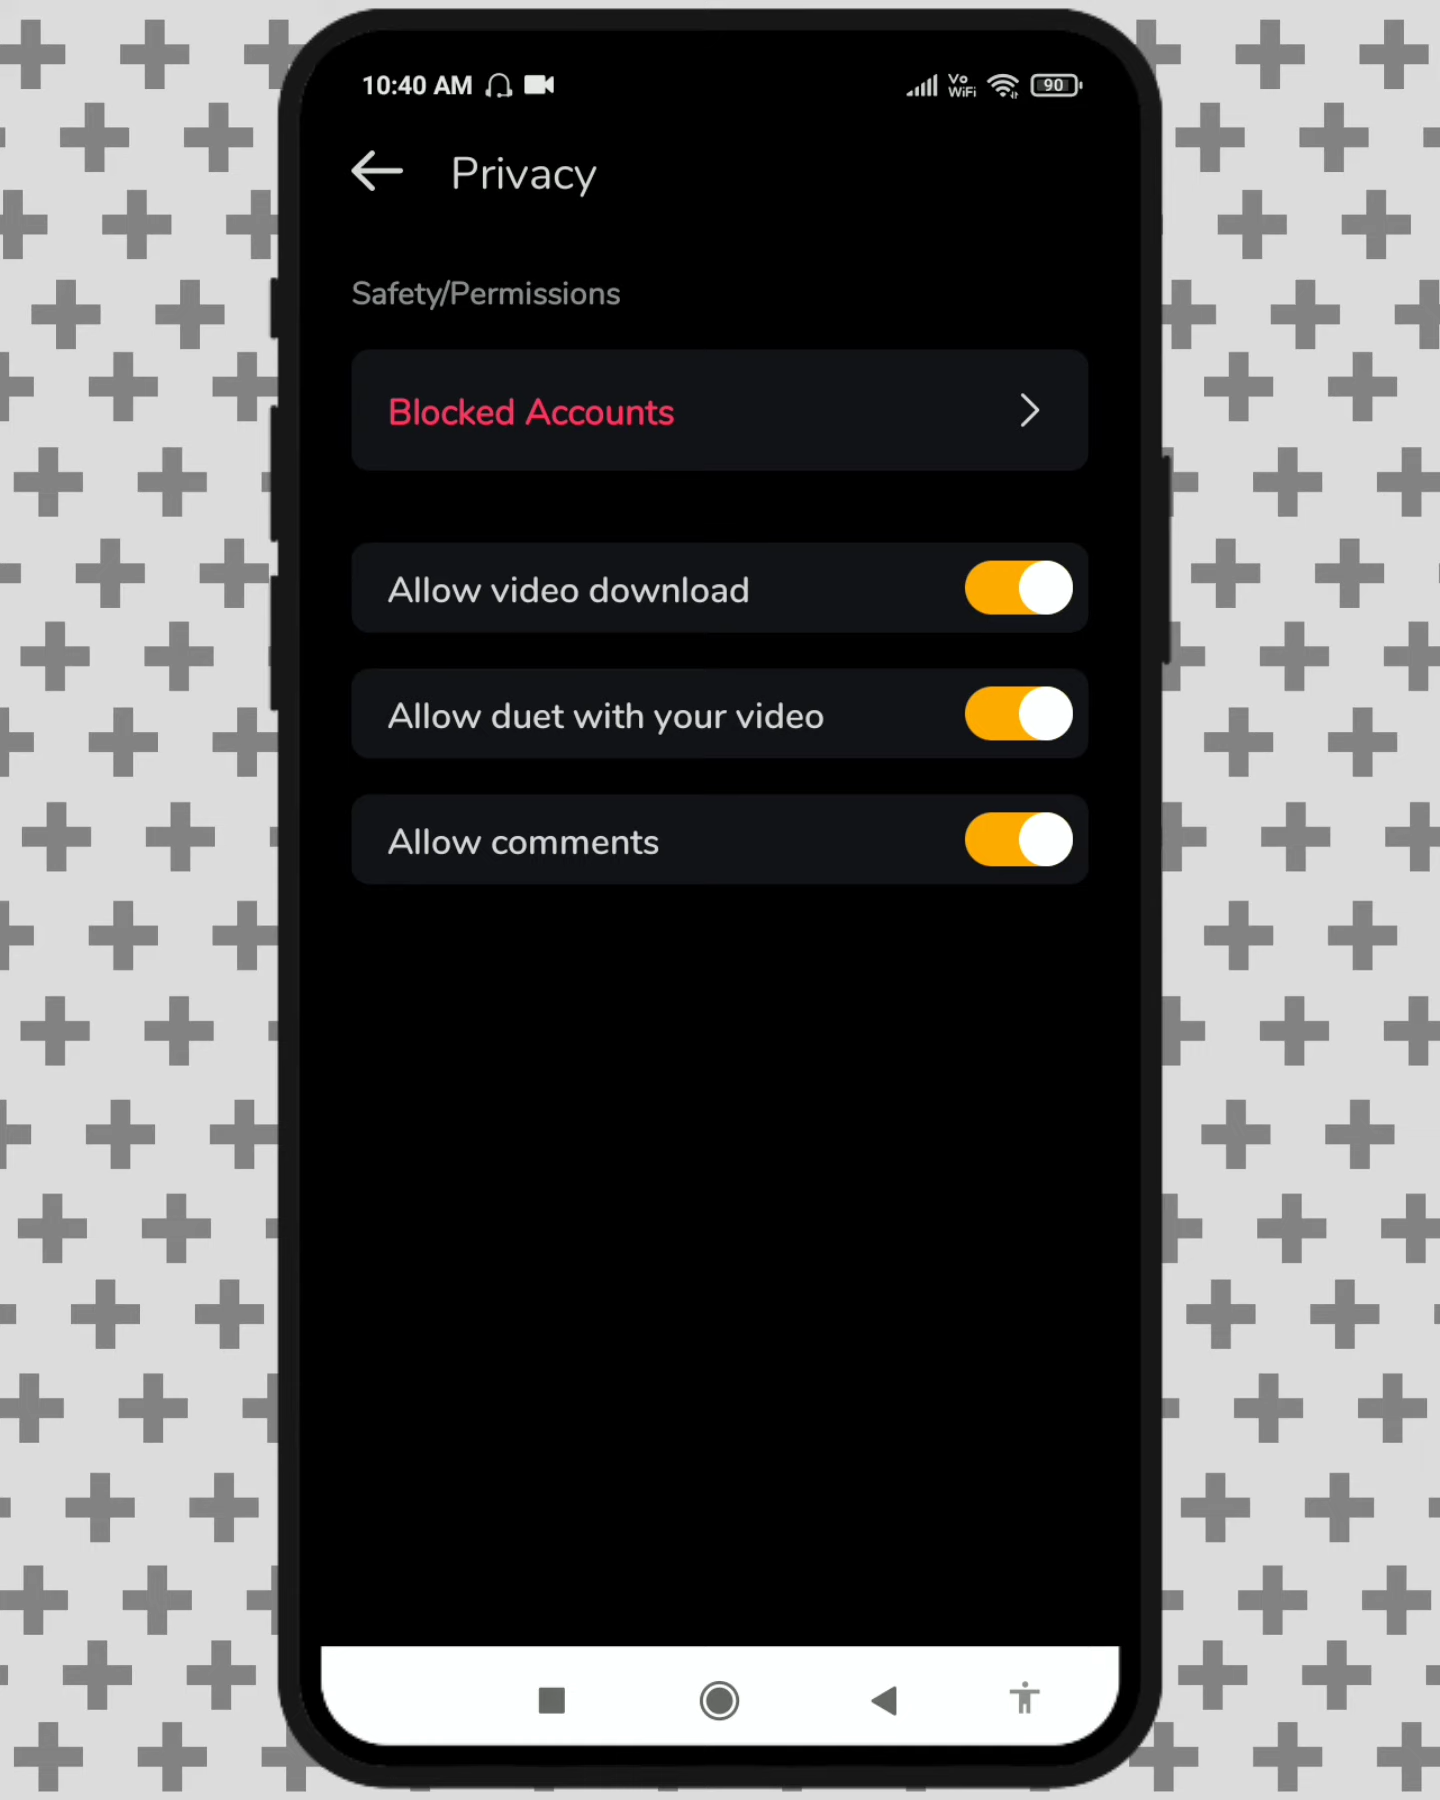 10:40 AM
Vo
WiFi
90
Privacy
Safety/Permissions
Blocked Accounts
Allow video download
Allow duet with your video
Allow comments